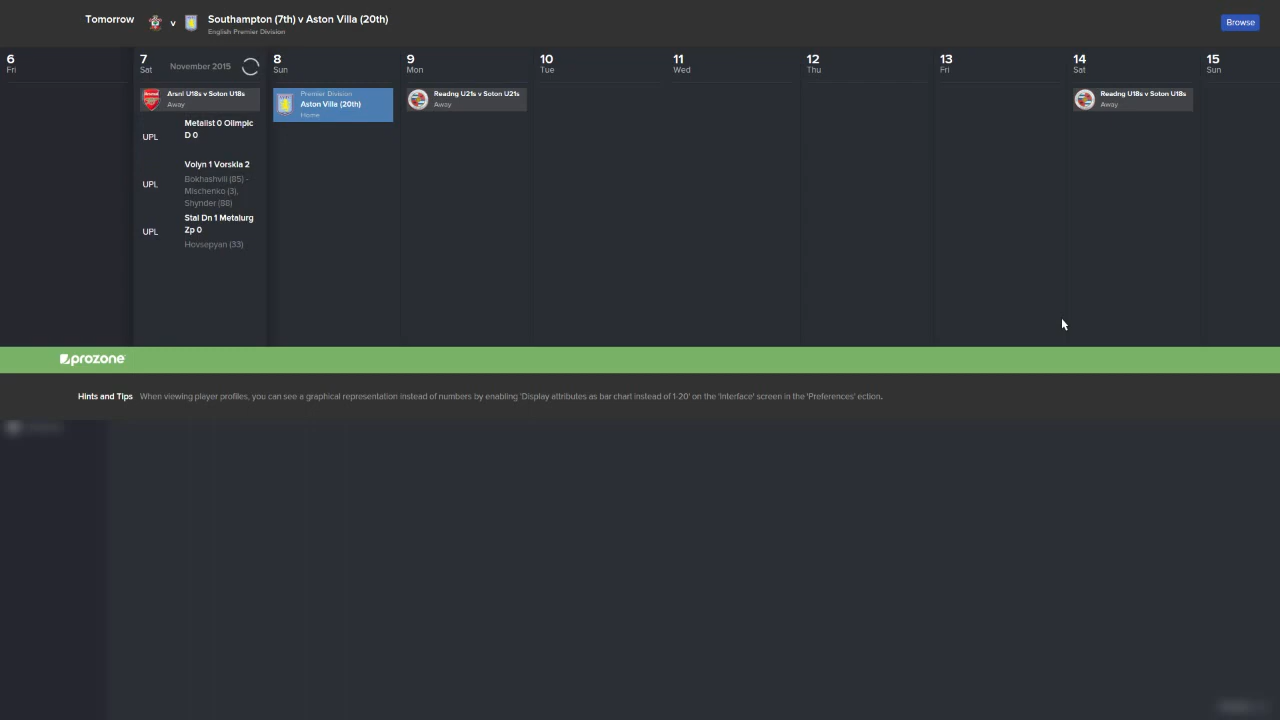 Tomorrow
v
Southampton (7th) v Aston Villa (20th)
English Premier Division
Browse
6
Fri
7
Sat
November 2015
8
Sun
9
Mon
10
Tue
11
Wed
12
Thu
13
Fri
14
Sat
15
Sun
Arsnl U18s v Soton U18s
Away
UPL
Metalist 0 Olimpic
D 0
UPL
Volyn 1 Vorskla 2
Bokhashvili (85) -
Mischenko (3),
Shynder (88)
UPL
Stal Dn 1 Metalurg
Zp 0
Hovsepyan (33)
Premier Division
Aston Villa (20th)
Home
Readng U21s v Soton U21s
Away
Readng U18s v Soton U18s
Away
prozone
Hints and Tips
When viewing player profiles, you can see a graphical representation instead of numbers by enabling 'Display attributes as bar chart instead of 1-20' on the 'Interface' screen in the 'Preferences' ection.